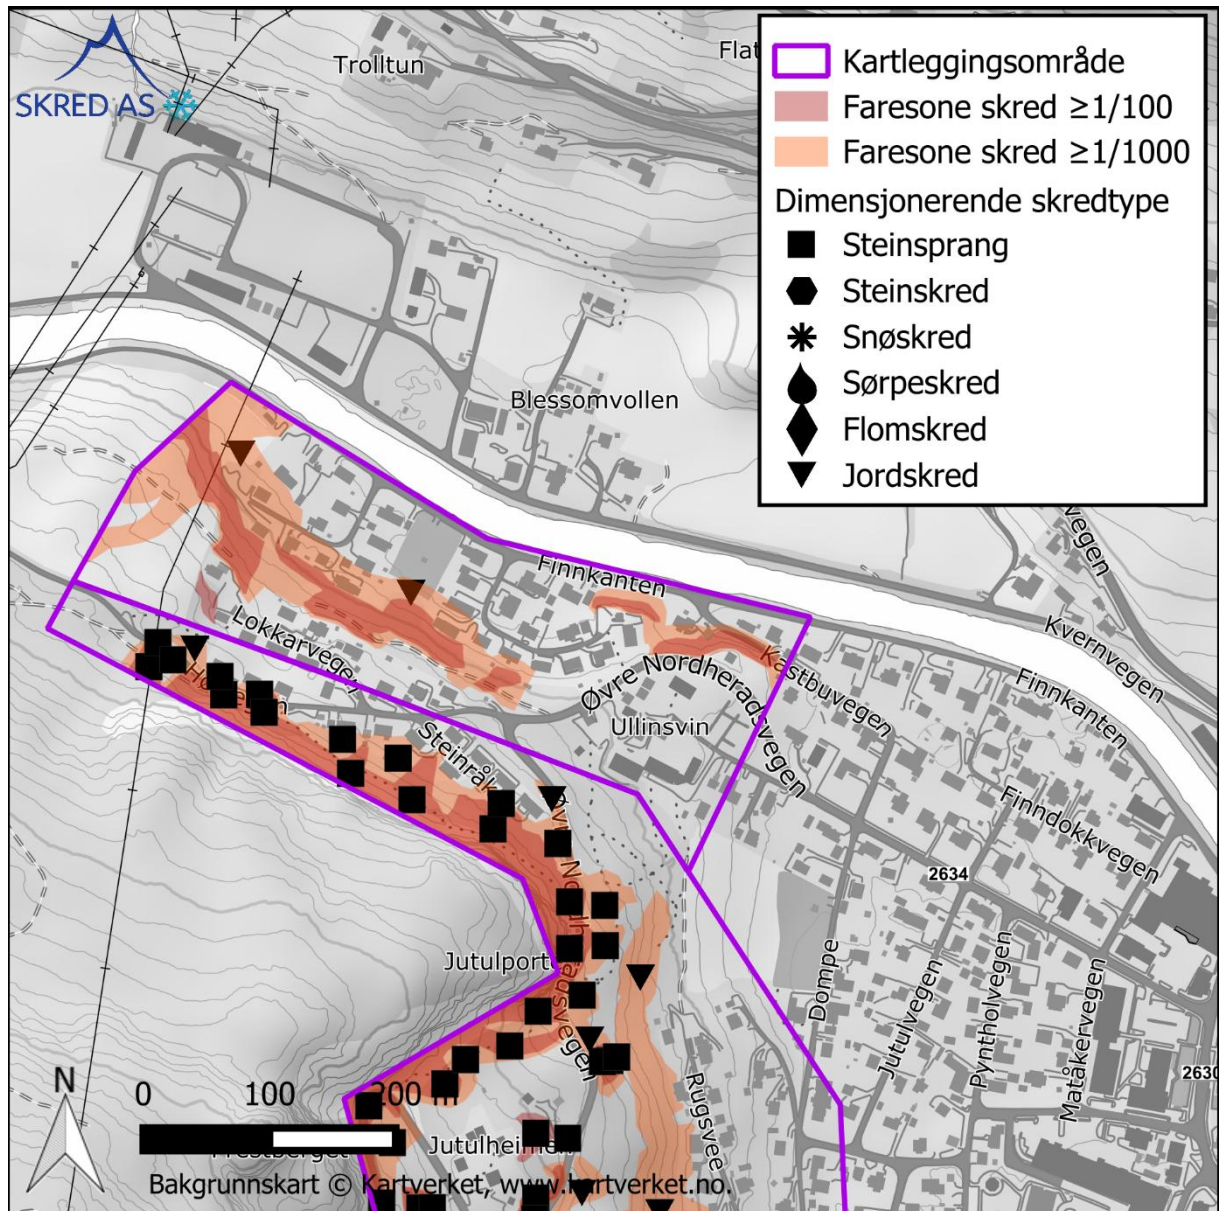 SKRED AS
Trolltun
Flat
Kartleggingsområde
Faresone skred ≥1/100
Faresone skred ≥1/1000
Dimensjonerende skredtype
Steinsprang
Steinskred
Snøskred
Sørpeskred
Flomskred
Jordskred
Blessomvollen
vegen
Finnkanten
Kvernvegen
Lokkarvegen
Kastbuvegen
Finnkanten
Øvre Nordheradsvegen
Ullinsvin
Steinråk
Finndokkvegen
2634
Jutulport
Dompe
Jutulvegen
Pyntholvegen
Matåkervegen
2630
Rugsvee
N
0 100 200 m
Jutulheimen
Bakgrunnskart © Kartverket, www.kartverket.no.